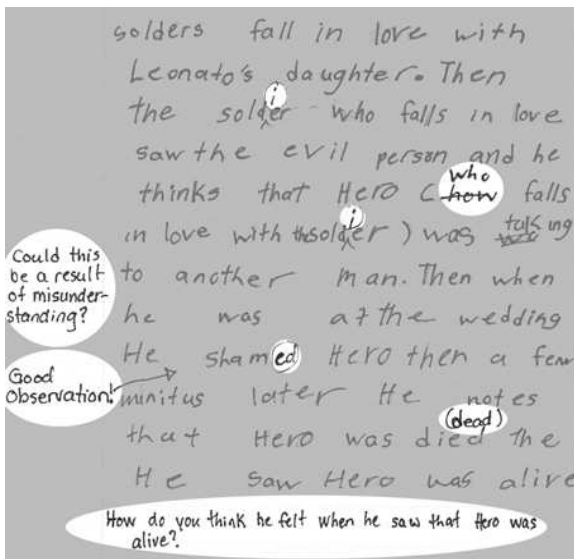 solders fall in love with
Leonato's daughter. Then
i
the solder who falls in love
saw the evil person and he
who
thinks that Hero (how falls
i
in love with the solder) was talking
Could this
be a result
of misunder-
standing?
to another man. Then when
he was at the wedding
He shamed Hero then a few
Good
Observation!
minitus later He notes
(dead)
that Hero was died the
He saw Hero was alive
How do you think he felt when he saw that Hero was
alive?